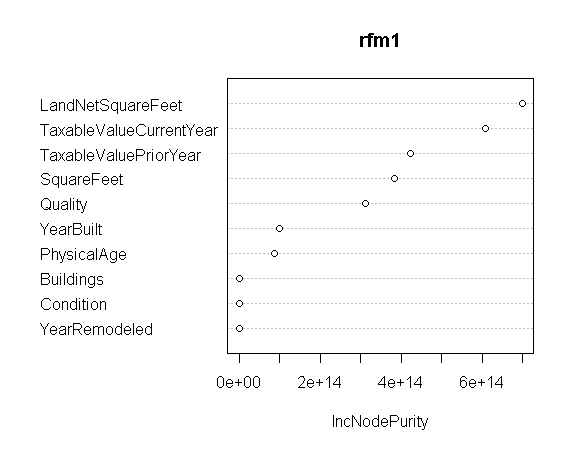 rfm1
LandNetSquareFeet
TaxableValueCurrentYear
TaxableValuePriorYear
SquareFeet
Quality
YearBuilt
PhysicalAge
Buildings
Condition
YearRemodeled
0e+00 2e+14 4e+14 6e+14
IncNodePurity